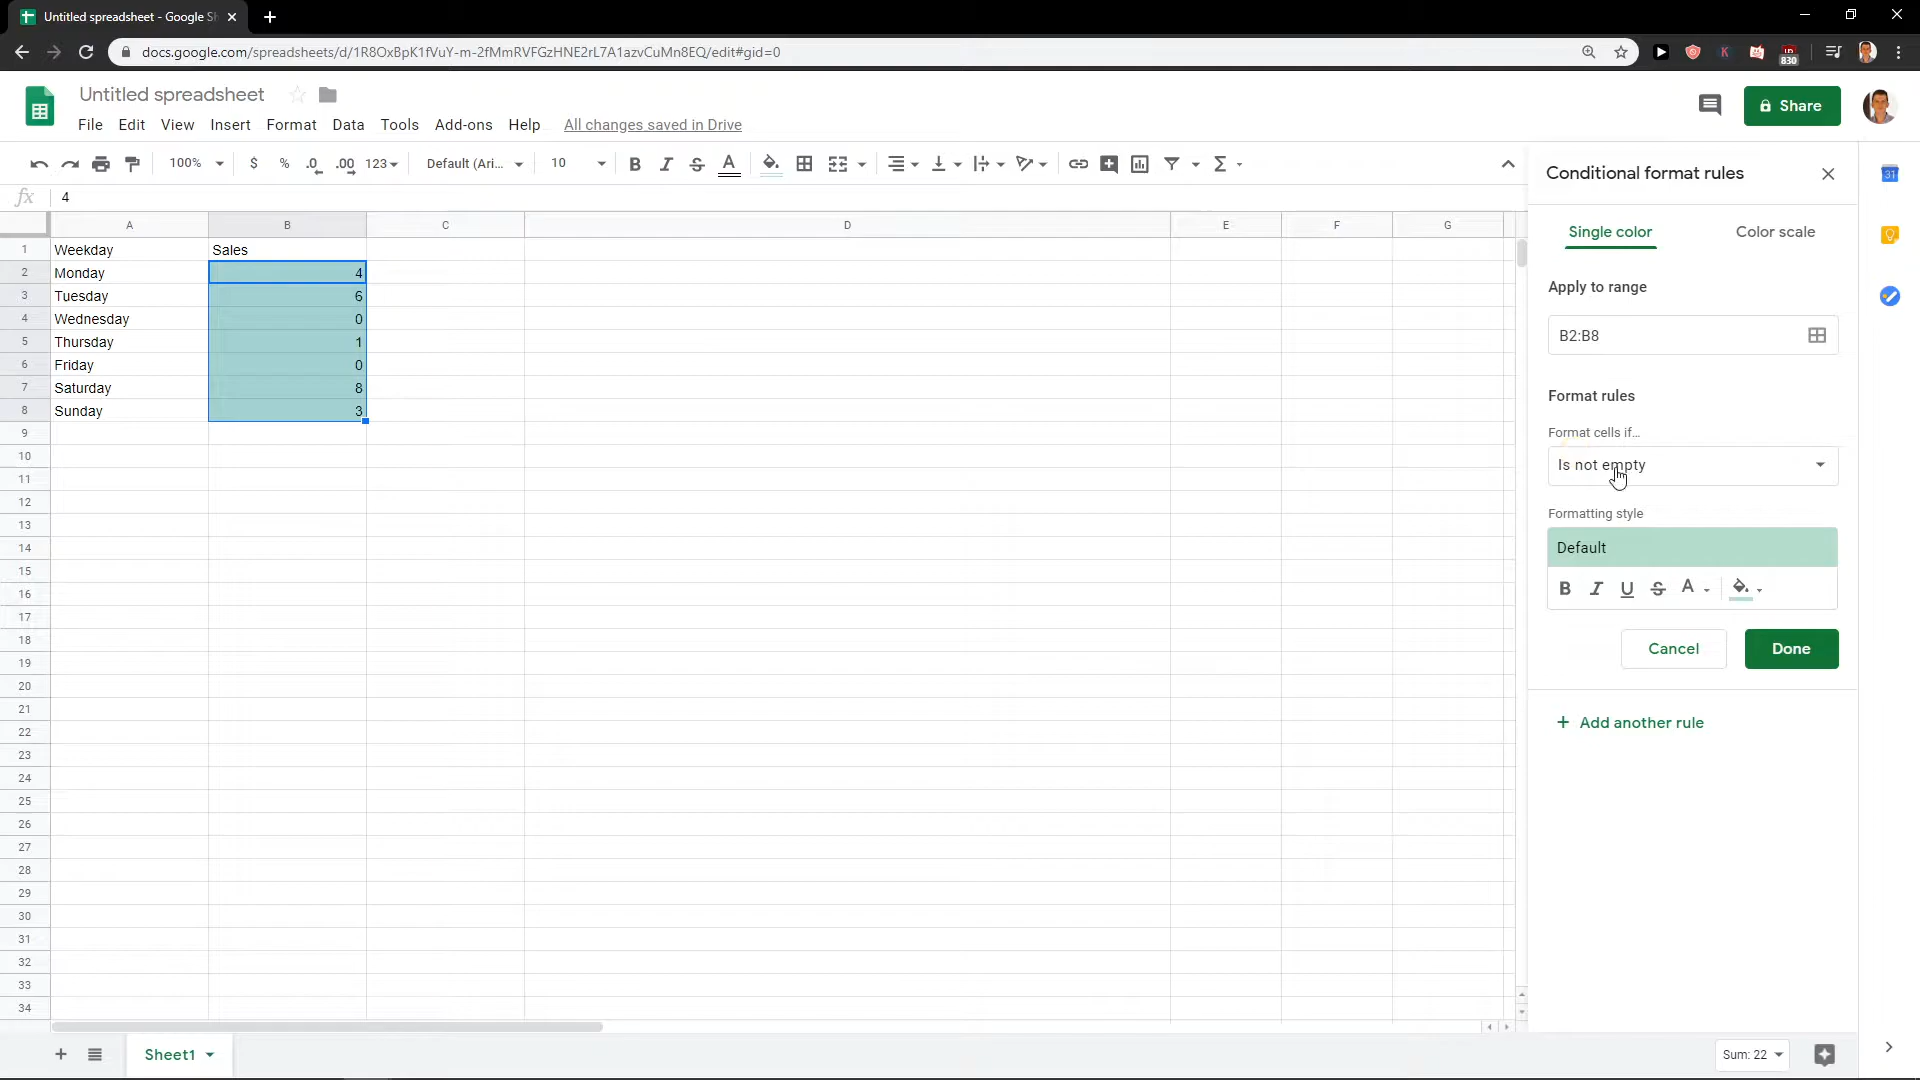 Untitled spreadsheet - Google Sh
docs.google.com/spreadsheets/d/1R8OxBpK1fVuY-m-2fMmRVFGzHNE2rL7A1azvCuMn8EQ/edit#gid=0
K
830
Untitled spreadsheet
File Edit View Insert Format Data Tools Add-ons Help All changes saved in Drive
Share
100% $ % .0 .00 123 Default (Ari... 10 B I S A
fx 4
A B C D E F G
1 Weekday Sales
2 Monday 4
3 Tuesday 6
4 Wednesday 0
5 Thursday 1
6 Friday 0
7 Saturday 8
8 Sunday 3
9
10
11
12
13
14
15
16
17
18
19
20
21
22
23
24
25
26
27
28
29
30
31
32
33
34
Sheet1
Sum: 22
Conditional format rules
Single color Color scale
Apply to range
B2:B8
Format rules
Format cells if...
Is not empty
Formatting style
Default
B I U S A
Cancel Done
+ Add another rule
31